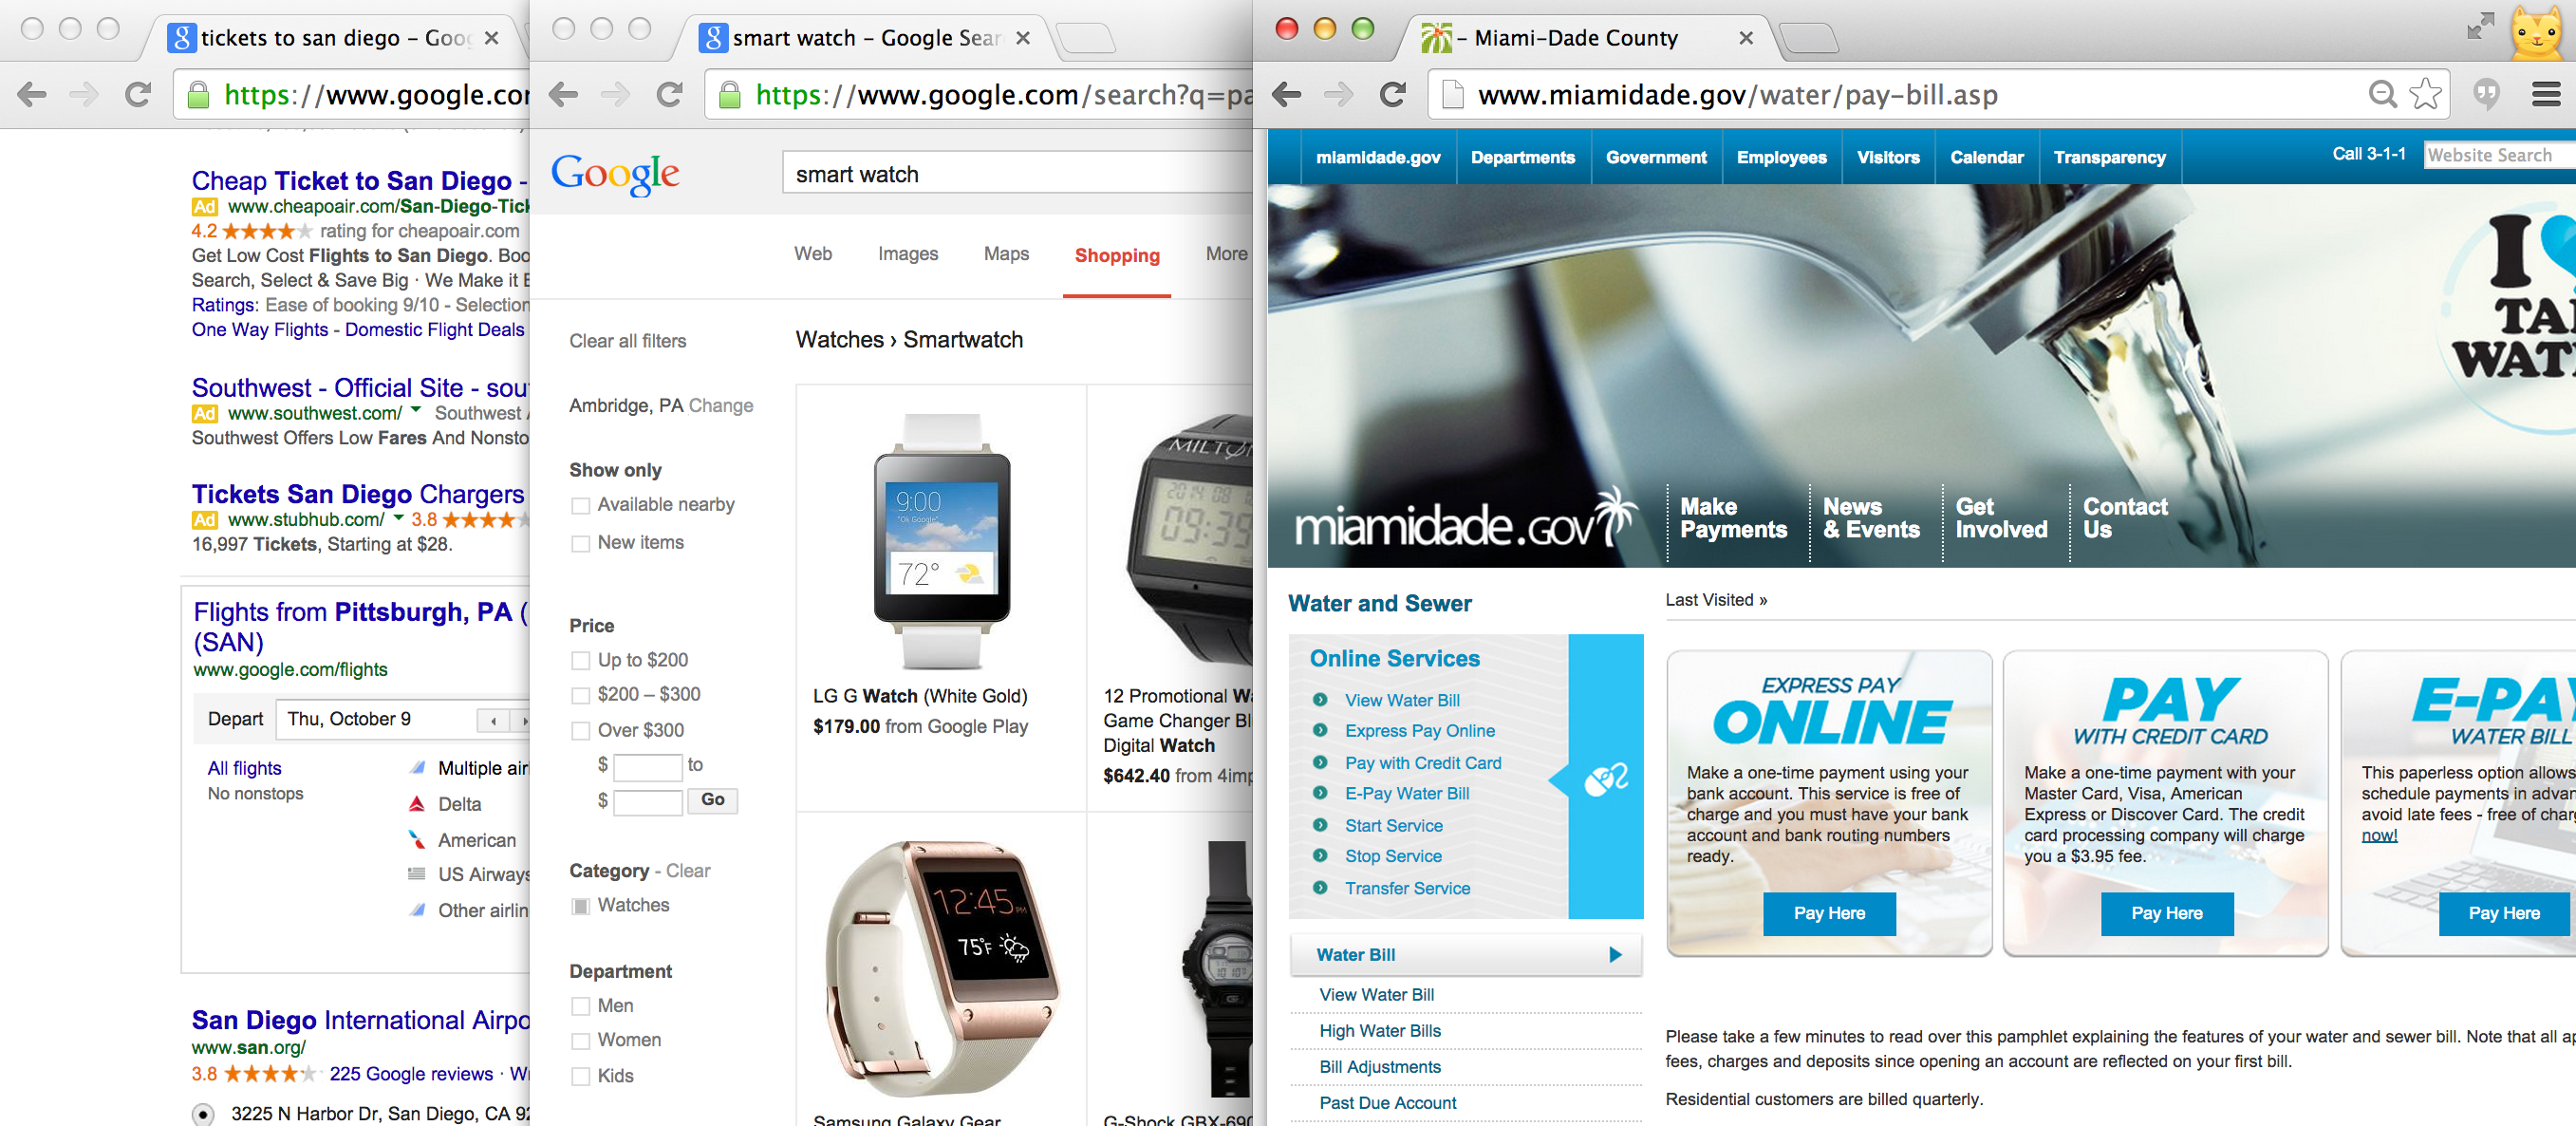 tickets to san diego – Goog
https://www.google.co
Cheap Ticket to San Diego -
Ad www.cheapoair.com/San-Diego-Tick
4.2 rating for cheapoair.com
Get Low Cost Flights to San Diego. Boo
Search, Select & Save Big · We Make it E
Ratings: Ease of booking 9/10 - Selection
One Way Flights - Domestic Flight Deals
Southwest - Official Site - sou
Ad www.southwest.com/ Southwest
Southwest Offers Low Fares And Nonsto
Tickets San Diego Chargers
Ad www.stubhub.com/ 3.8
16,997 Tickets, Starting at $28.
Flights from Pittsburgh, PA (
(SAN)
www.google.com/flights
Depart Thu, October 9
All flights
No nonstops
Multiple air
Delta
American
US Airways
Other airlin
San Diego International Airpo
www.san.org/
3.8 225 Google reviews · Wr
3225 N Harbor Dr, San Diego, CA 92
smart watch – Google Sear
https://www.google.com/search?q=pa
Google
smart watch
Web Images Maps Shopping More
Clear all filters
Ambridge, PA Change
Show only
Available nearby
New items
Price
Up to $200
$200 – $300
Over $300
$ to
$ Go
Category - Clear
Watches
Department
Men
Women
Kids
Watches › Smartwatch
9:00
"Ok Google"
72°
LG G Watch (White Gold)
$179.00 from Google Play
MILTON
2014 08
09:39
12 Promotional Wa
Game Changer Bl
Digital Watch
$642.40 from 4imp
12:45 PM
75°F
Samsung Galaxy Gear
G-Shock GBX-690
– Miami-Dade County
www.miamidade.gov/water/pay-bill.asp
miamidade.gov Departments Government Employees Visitors Calendar Transparency
Call 3-1-1 Website Search
I
TA
WAT
miamidade.gov
Make
Payments
News
& Events
Get
Involved
Contact
Us
Water and Sewer
Online Services
View Water Bill
Express Pay Online
Pay with Credit Card
E-Pay Water Bill
Start Service
Stop Service
Transfer Service
Water Bill
View Water Bill
High Water Bills
Bill Adjustments
Past Due Account
Last Visited »
EXPRESS PAY
ONLINE
Make a one-time payment using your
bank account. This service is free of
charge and you must have your bank
account and bank routing numbers
ready.
Pay Here
PAY
WITH CREDIT CARD
Make a one-time payment with your
Master Card, Visa, American
Express or Discover Card. The credit
card processing company will charge
you a $3.95 fee.
Pay Here
E-PAY
WATER BILL
This paperless option allows
schedule payments in advan
avoid late fees - free of charg
now!
Pay Here
Please take a few minutes to read over this pamphlet explaining the features of your water and sewer bill. Note that all ap
fees, charges and deposits since opening an account are reflected on your first bill.
Residential customers are billed quarterly.